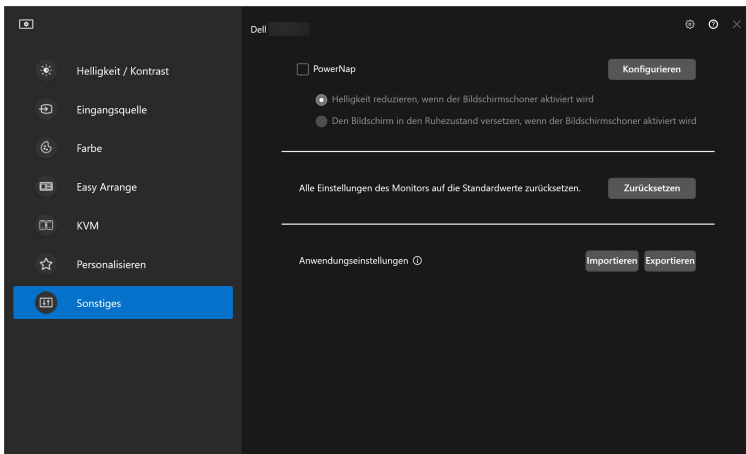 Dell
Helligkeit / Kontrast
Eingangsquelle
Farbe
Easy Arrange
KVM
Personalisieren
Sonstiges
PowerNap
Konfigurieren
Helligkeit reduzieren, wenn der Bildschirmschoner aktiviert wird
Den Bildschirm in den Ruhezustand versetzen, wenn der Bildschirmschoner aktiviert wird
Alle Einstellungen des Monitors auf die Standardwerte zurücksetzen.
Zurücksetzen
Anwendungseinstellungen
Importieren
Exportieren